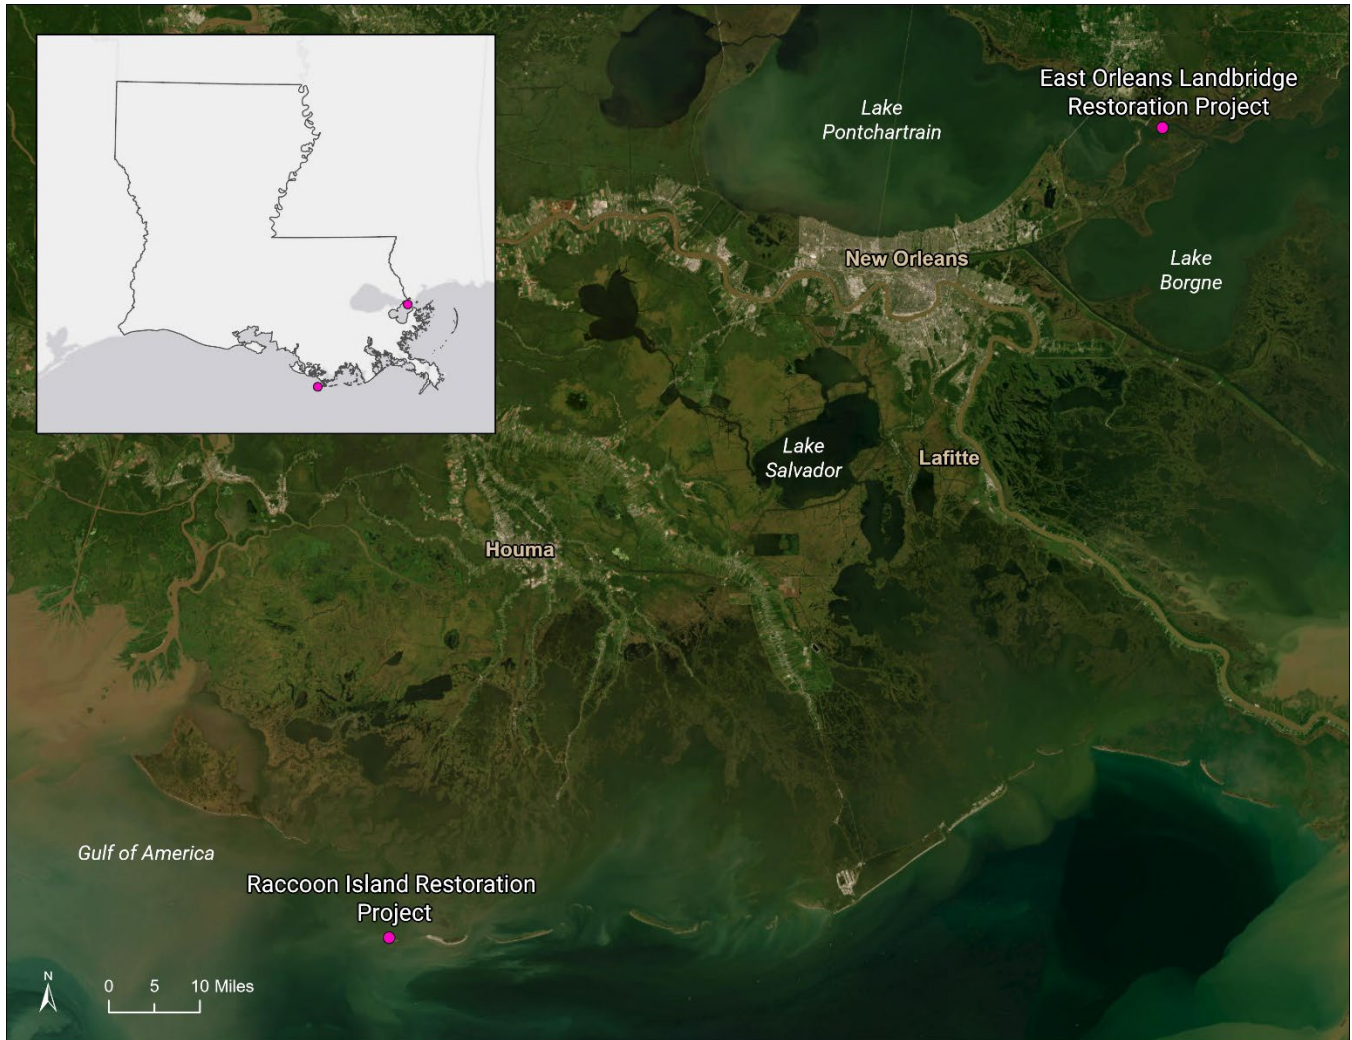 East Orleans Landbridge
Restoration Project
Lake
Pontchartrain
New Orleans
Lake
Borgne
Lake
Salvador
Lafitte
Houma
Gulf of America
Raccoon Island Restoration
Project
N
0 5 10 Miles